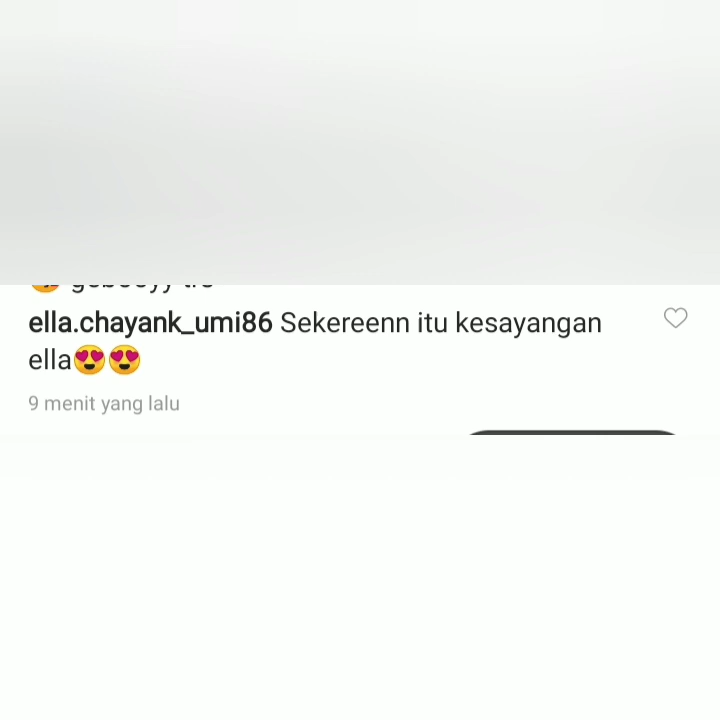 ella.chayank_umi86 Sekereenn itu kesayangan
ella😍😍
9 menit yang lalu